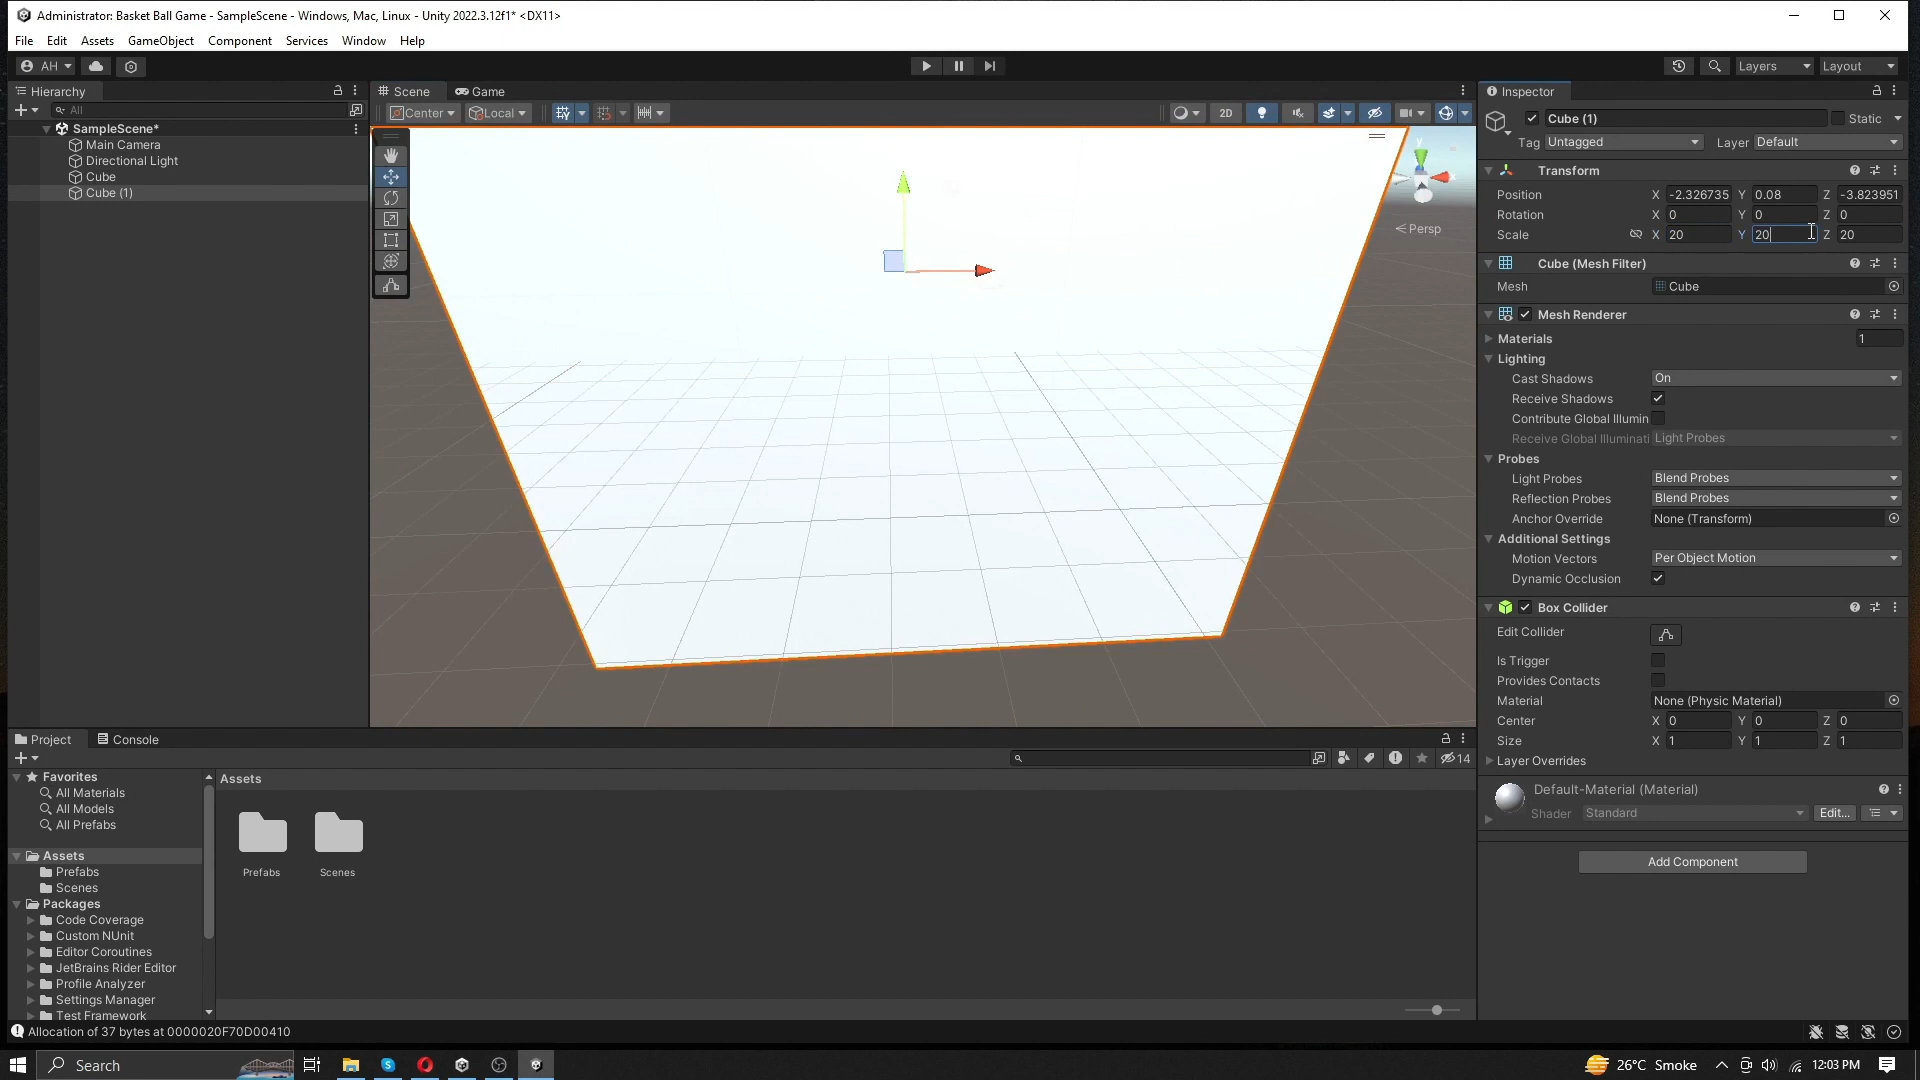 Administrator: Basket Ball Game - SampleScene - Windows, Mac, Linux - Unity 2022.3.12f1* <DX11>
File Edit Assets GameObject Component Services Window Help
AH
Layers Layout
Hierarchy
All
SampleScene*
Main Camera
Directional Light
Cube
Cube (1)
Scene Game
Center Local 2D
y
Persp
Inspector
Cube (1) Static
Tag Untagged Layer Default
Transform
Position X -2.326735 Y 0.08 Z -3.823951
Rotation X 0 Y 0 Z 0
Scale X 20 Y 20 Z 20
Cube (Mesh Filter)
Mesh Cube
Mesh Renderer
Materials 1
Lighting
Cast Shadows On
Receive Shadows
Contribute Global Illumin
Receive Global Illuminati Light Probes
Probes
Light Probes Blend Probes
Reflection Probes Blend Probes
Anchor Override None (Transform)
Additional Settings
Motion Vectors Per Object Motion
Dynamic Occlusion
Box Collider
Edit Collider
Is Trigger
Provides Contacts
Material None (Physic Material)
Center X 0 Y 0 Z 0
Size X 1 Y 1 Z 1
Layer Overrides
Default-Material (Material)
Shader Standard Edit...
Add Component
Project Console
14
Favorites
All Materials
All Models
All Prefabs
Assets
Prefabs
Scenes
Packages
Code Coverage
Custom NUnit
Editor Coroutines
JetBrains Rider Editor
Profile Analyzer
Settings Manager
Test Framework
Assets
Prefabs Scenes
Allocation of 37 bytes at 0000020F70D00410
Search
26°C Smoke 12:03 PM